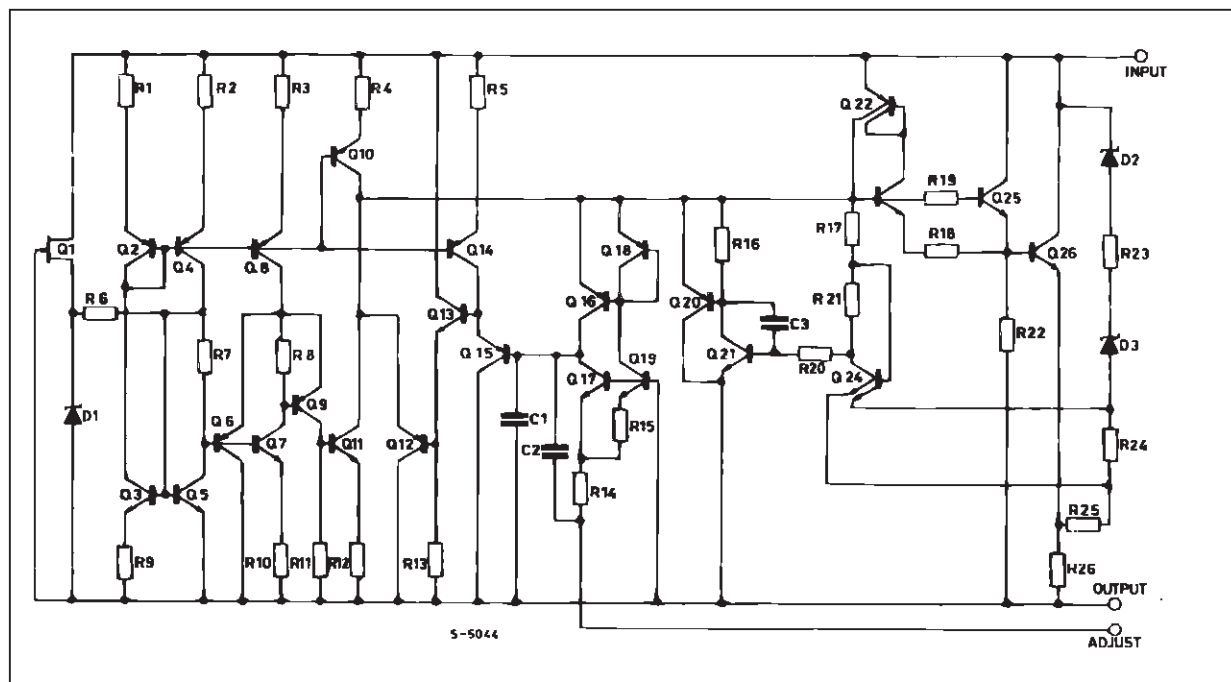 INPUT
R1 R2 R3 R4 R5
Q22
Q10
D2
R19
Q25
Q1 Q2 Q4 Q8 Q14 Q18 R16 R17 R18 Q26 R23
R6 Q13 Q16 Q20 C3 R21 R22 D3
R7 R8 Q15 Q19 Q21 R20 Q24
D1 Q6 Q9 Q17
Q7 Q11 Q12 C1 R15 R24
C2
Q3 Q5 R14
R25
R9 R10 R11 R12 R13 R26
OUTPUT
S-5044
ADJUST